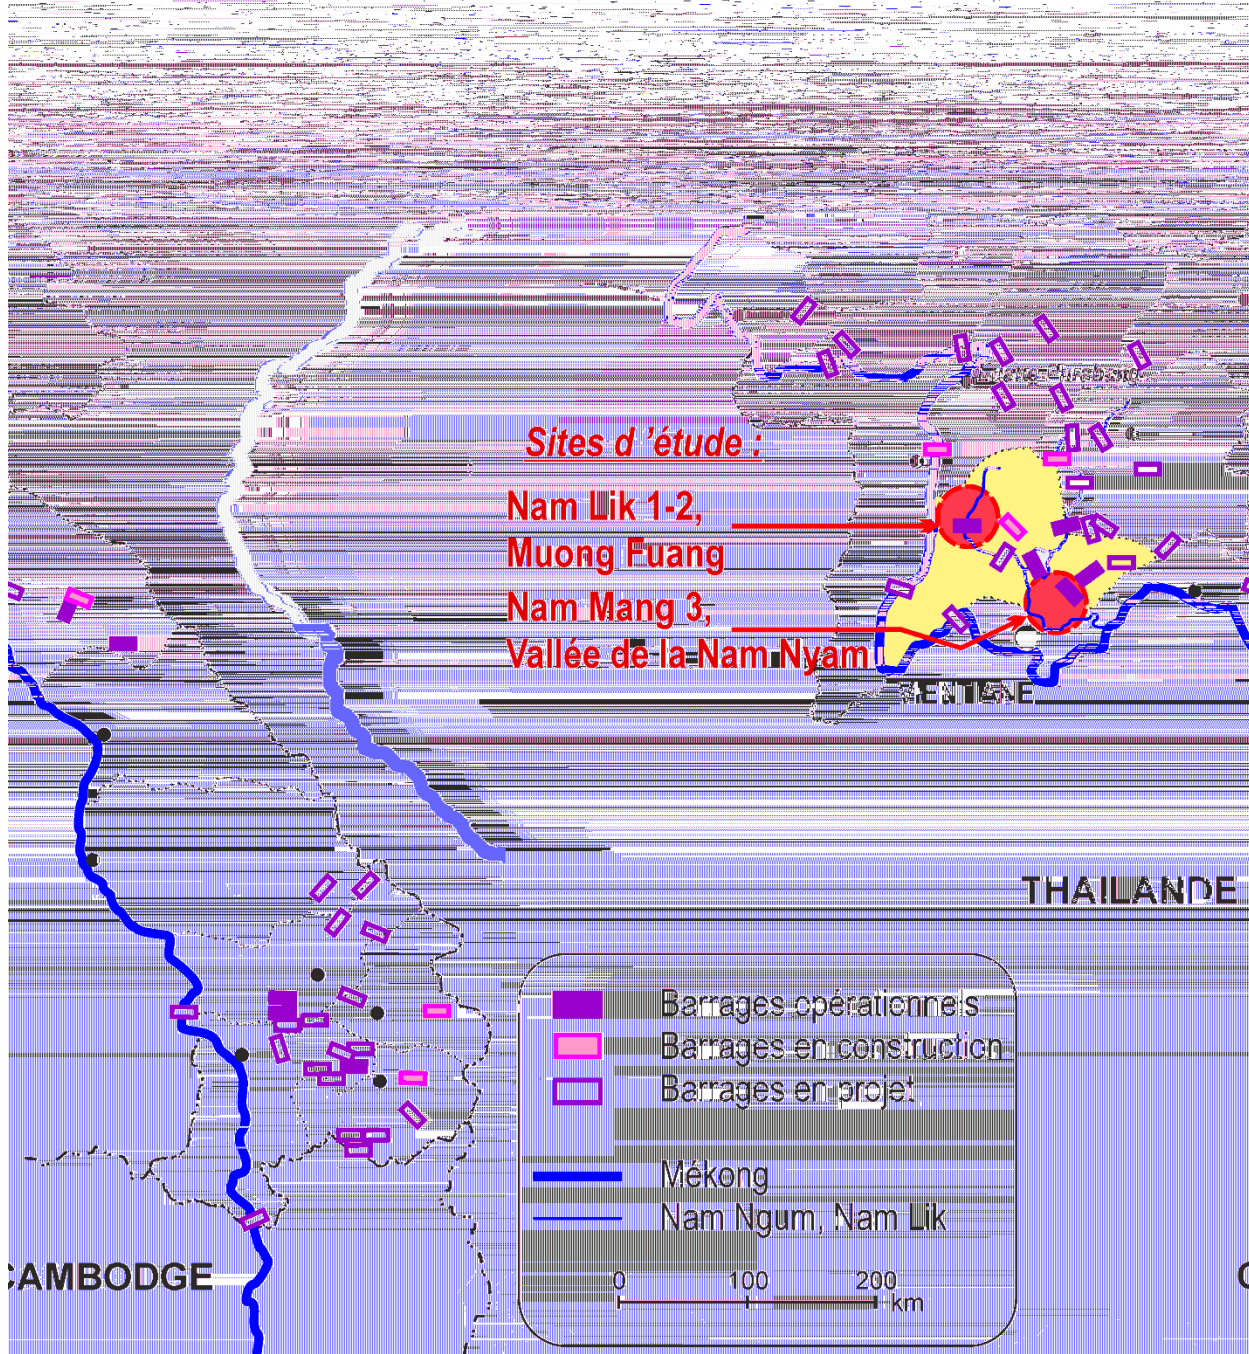 Sites d ’étude :
Nam Lik 1-2,
Muong Fuang
Nam Mang 3,
Vallée de la Nam Nyam
THAILANDE
Barrages opérationnels
Barrages en construction
Barrages en projet
Mékong
Nam Ngum, Nam Lik
0 100 200
km
CAMBODGE